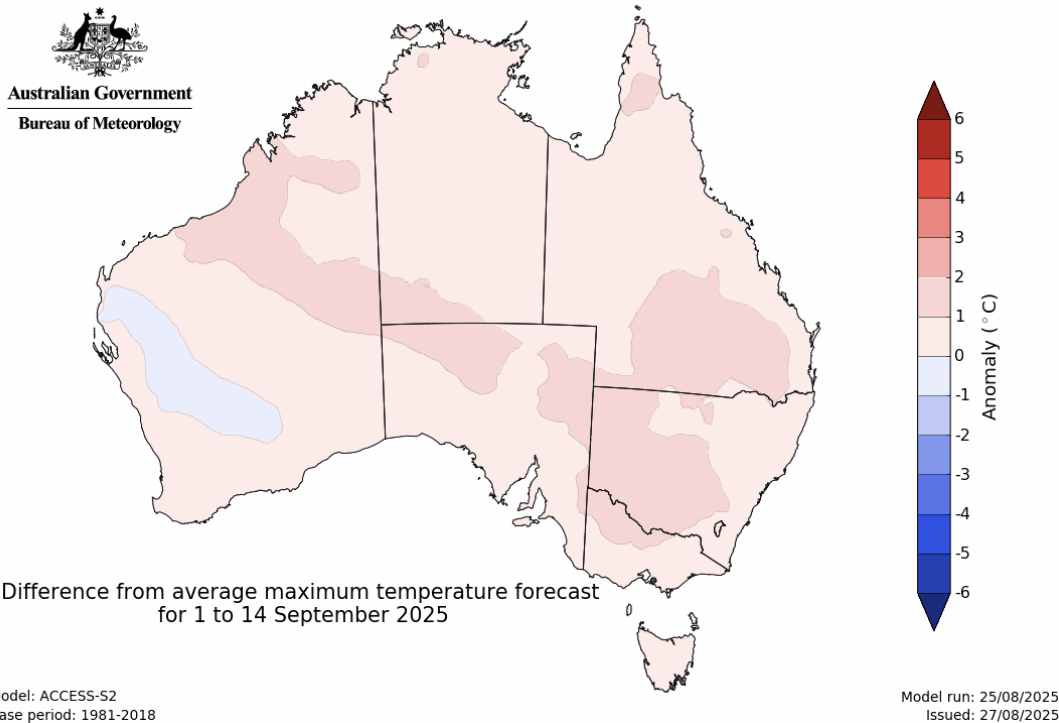 Australian Government
Bureau of Meteorology
6
5
4
3
2
1
0
-1
-2
-3
-4
-5
-6
Anomaly (°C)
Difference from average maximum temperature forecast
for 1 to 14 September 2025
odel: ACCESS-S2
ase period: 1981-2018
Model run: 25/08/2025
Issued: 27/08/2025